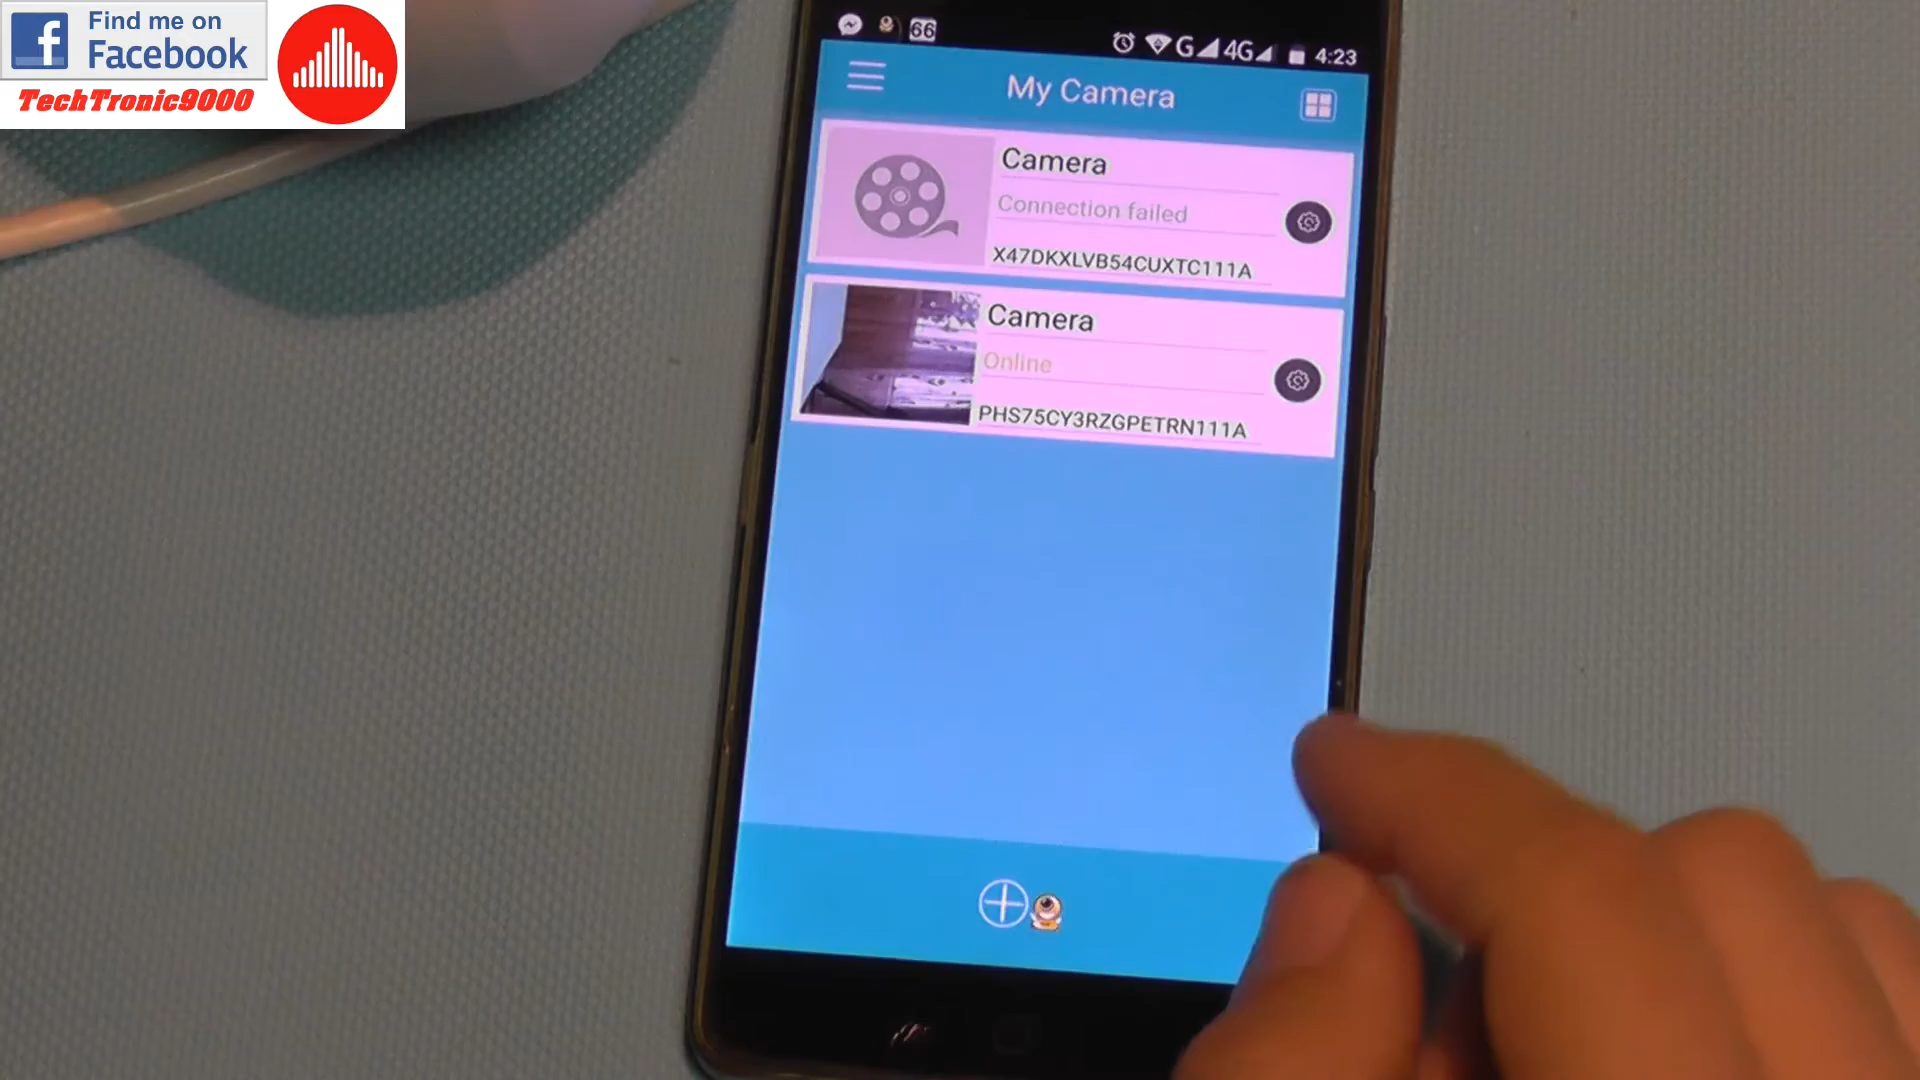 Find me on
Facebook
TechTronic9000
66
G 4G 4:23
My Camera
Camera
Connection failed
X47DKXLVB54CUXTC111A
Camera
Online
PHS75CY3RZGPETRN111A